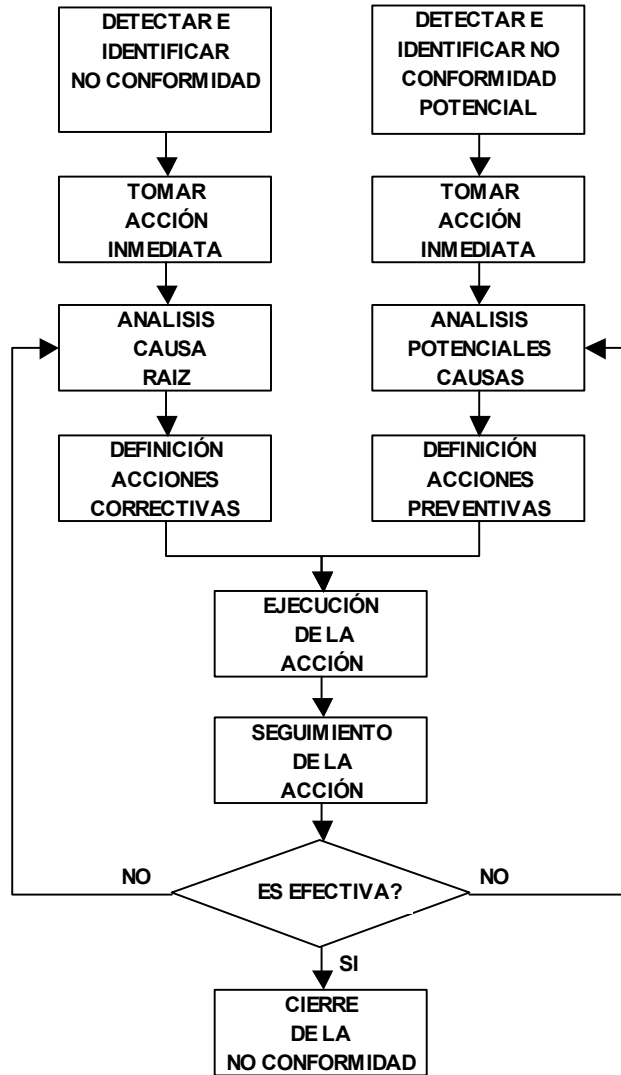 DETECTAR E
IDENTIFICAR
NO CONFORMIDAD
DETECTAR E
IDENTIFICAR NO
CONFORMIDAD
POTENCIAL
TOMAR
ACCIÓN
INMEDIATA
TOMAR
ACCIÓN
INMEDIATA
ANALISIS
CAUSA
RAIZ
ANALISIS
POTENCIALES
CAUSAS
DEFINICIÓN
ACCIONES
CORRECTIVAS
DEFINICIÓN
ACCIONES
PREVENTIVAS
EJECUCIÓN
DE LA
ACCIÓN
SEGUIMIENTO
DE LA
ACCIÓN
NO
ES EFECTIVA?
NO
SI
CIERRE
DE LA
NO CONFORMIDAD